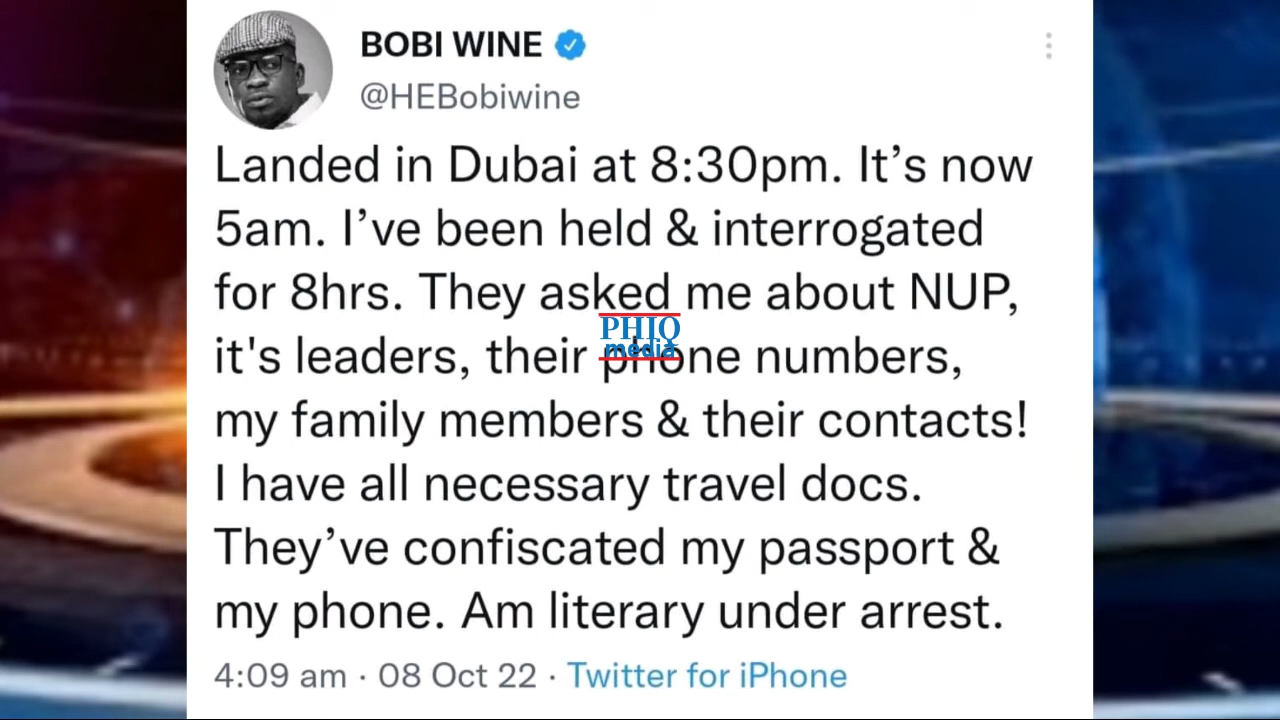 BOBI WINE
@HEBobiwine
Landed in Dubai at 8:30pm. It’s now
5am. I’ve been held & interrogated
for 8hrs. They asked me about NUP,
it's leaders, their phone numbers,
PHIQ
media
my family members & their contacts!
I have all necessary travel docs.
They’ve confiscated my passport &
my phone. Am literary under arrest.
4:09 am · 08 Oct 22 · Twitter for iPhone